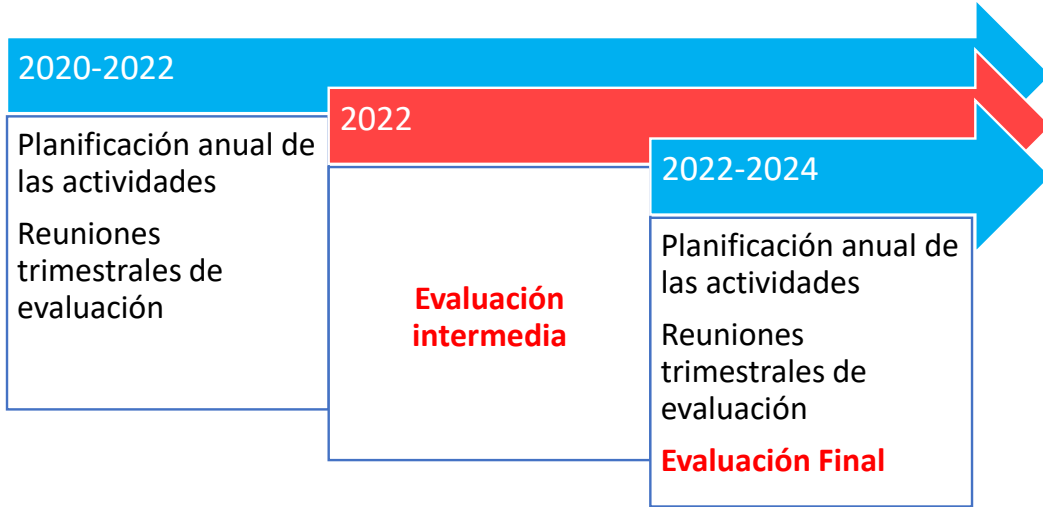 2020-2022
Planificación anual de
las actividades
Reuniones
trimestrales de
evaluación
2022
Evaluación
intermedia
2022-2024
Planificación anual de
las actividades
Reuniones
trimestrales de
evaluación
Evaluación Final